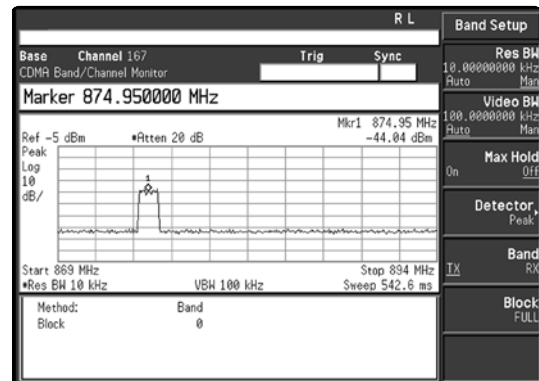 R L
Base Channel 167 Trig Sync
CDMA Band/Channel Monitor
Marker 874.950000 MHz
Mkr1 874.95 MHz
Ref -5 dBm *Atten 20 dB -44.04 dBm
Peak
Log
10
dB/
1
Start 869 MHz Stop 894 MHz
*Res BW 10 kHz VBW 100 kHz Sweep 542.6 ms
Method: Band
Block 0
Band Setup
Res BW
10.00000000 kHz
Auto Man
Video BW
100.0000000 kHz
Auto Man
Max Hold
On Off
Detector
Peak
Band
TX RX
Block
FULL